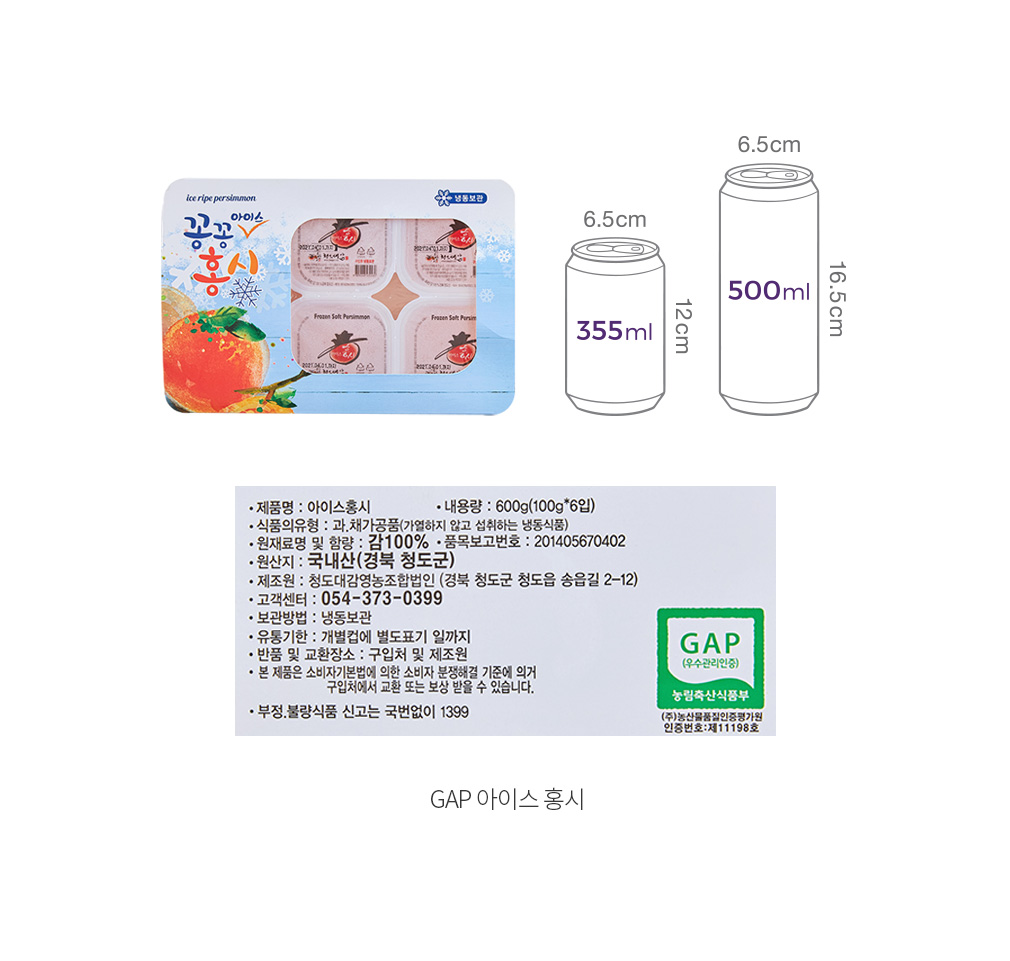 ice ripe persimmon
냉동보관
꽁꽁 아이스
홍시
Frozen Soft Persimmon
Frozen Soft Persimm
2021.04.01.까지
6.5cm
355ml
12cm
6.5cm
500ml
16.5cm
• 제품명 : 아이스홍시 • 내용량 : 600g(100g*6입)
• 식품의유형 : 과.채가공품(가열하지 않고 섭취하는 냉동식품)
• 원재료명 및 함량 : 감100% • 품목보고번호 : 201405670402
• 원산지 : 국내산(경북 청도군)
• 제조원 : 청도대감영농조합법인 (경북 청도군 청도읍 송읍길 2-12)
• 고객센터 : 054-373-0399
• 보관방법 : 냉동보관
• 유통기한 : 개별컵에 별도표기 일까지
• 반품 및 교환장소 : 구입처 및 제조원
• 본 제품은 소비자기본법에 의한 소비자 분쟁해결 기준에 의거
구입처에서 교환 또는 보상 받을 수 있습니다.
• 부정.불량식품 신고는 국번없이 1399
GAP
(우수관리인증)
농림축산식품부
(주)농산물품질인증평가원
인증번호:제11198호
GAP 아이스 홍시